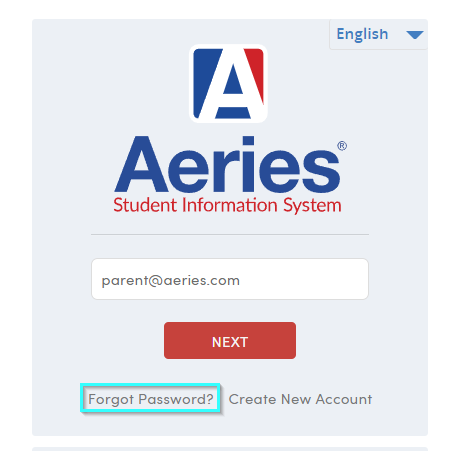 English
A
Aeries®
Student Information System
parent@aeries.com
NEXT
Forgot Password? Create New Account